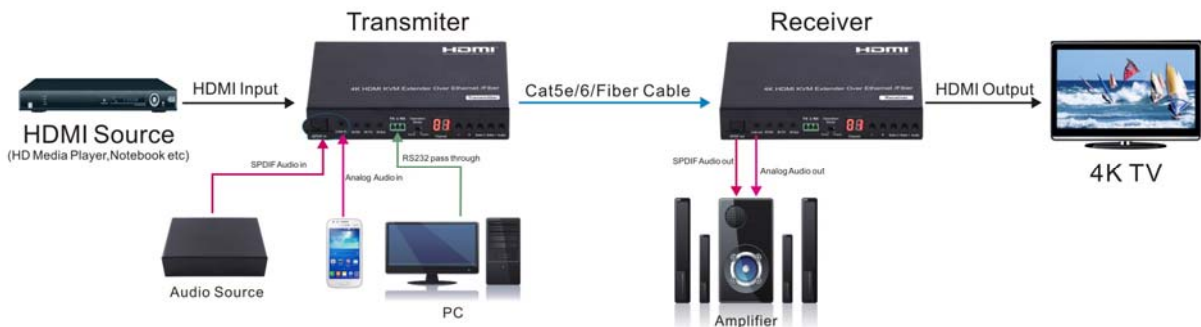 Transmiter
Receiver
HDMI
4K HDMI KVM Extender Over Ethernet /Fiber
Transmitter
HDMI
4K HDMI KVM Extender Over Ethernet /Fiber
Receiver
HDMI Input
Cat5e/6/Fiber Cable
HDMI Output
HDMI Source
(HD Media Player,Notebook etc)
4K TV
SPDIF Audio in
Analog Audio in
RS232 pass through
SPDIF Audio out
Analog Audio out
Audio Source
PC
Amplifier